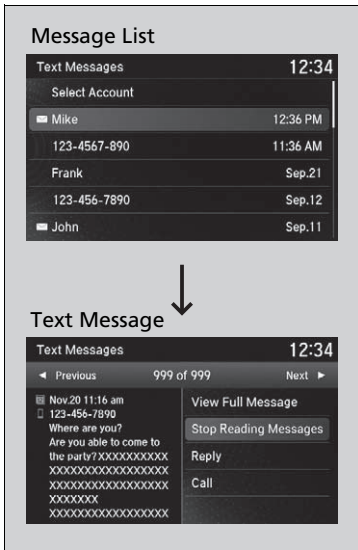 Message List
Text Messages 12:34
Select Account
Mike 12:36 PM
123-4567-890 11:36 AM
Frank Sep.21
123-456-7890 Sep.12
John Sep.11
Text Message
Text Messages 12:34
◄ Previous 999 of 999 Next ►
Nov.20 11:16 am
123-456-7890
Where are you?
Are you able to come to
the party?XXXXXXXXXX
XXXXXXXXXXXXXXXXX
XXXXXXXXXXXXXXXXX
XXXXXXX
XXXXXXXXXXXXXXXXX
View Full Message
Stop Reading Messages
Reply
Call